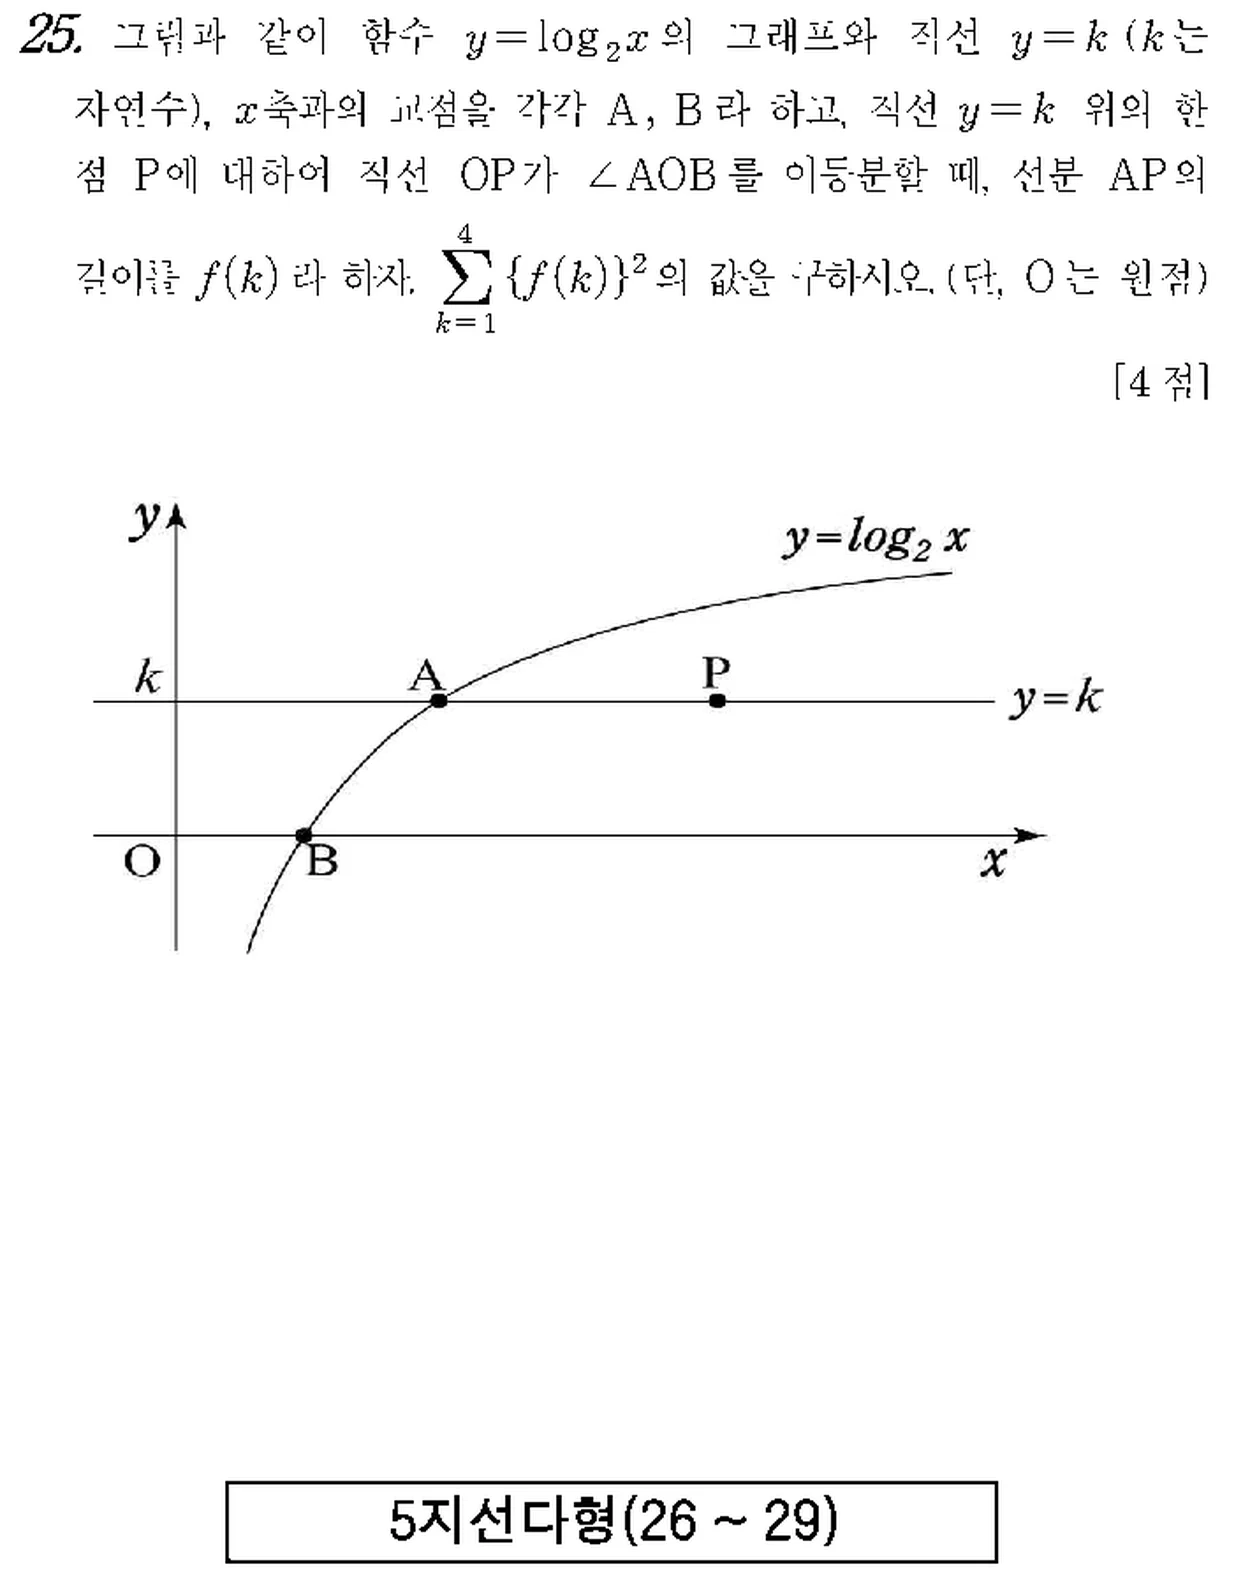 25. 그림과 같이 함수 y=log₂x의 그래프와 직선 y=k (k는
자연수), x축과의 교점을 각각 A, B라 하고, 직선 y=k 위의 한
점 P에 대하여 직선 OP가 ∠AOB를 이등분할 때, 선분 AP의
길이를 f(k)라 하자. ∑_{k=1}^{4} {f(k)}²의 값을 구하시오. (단, O는 원점)
[4점]
y
y=log₂ x
k
A
P
y=k
O
B
x
5지선다형(26 ~ 29)